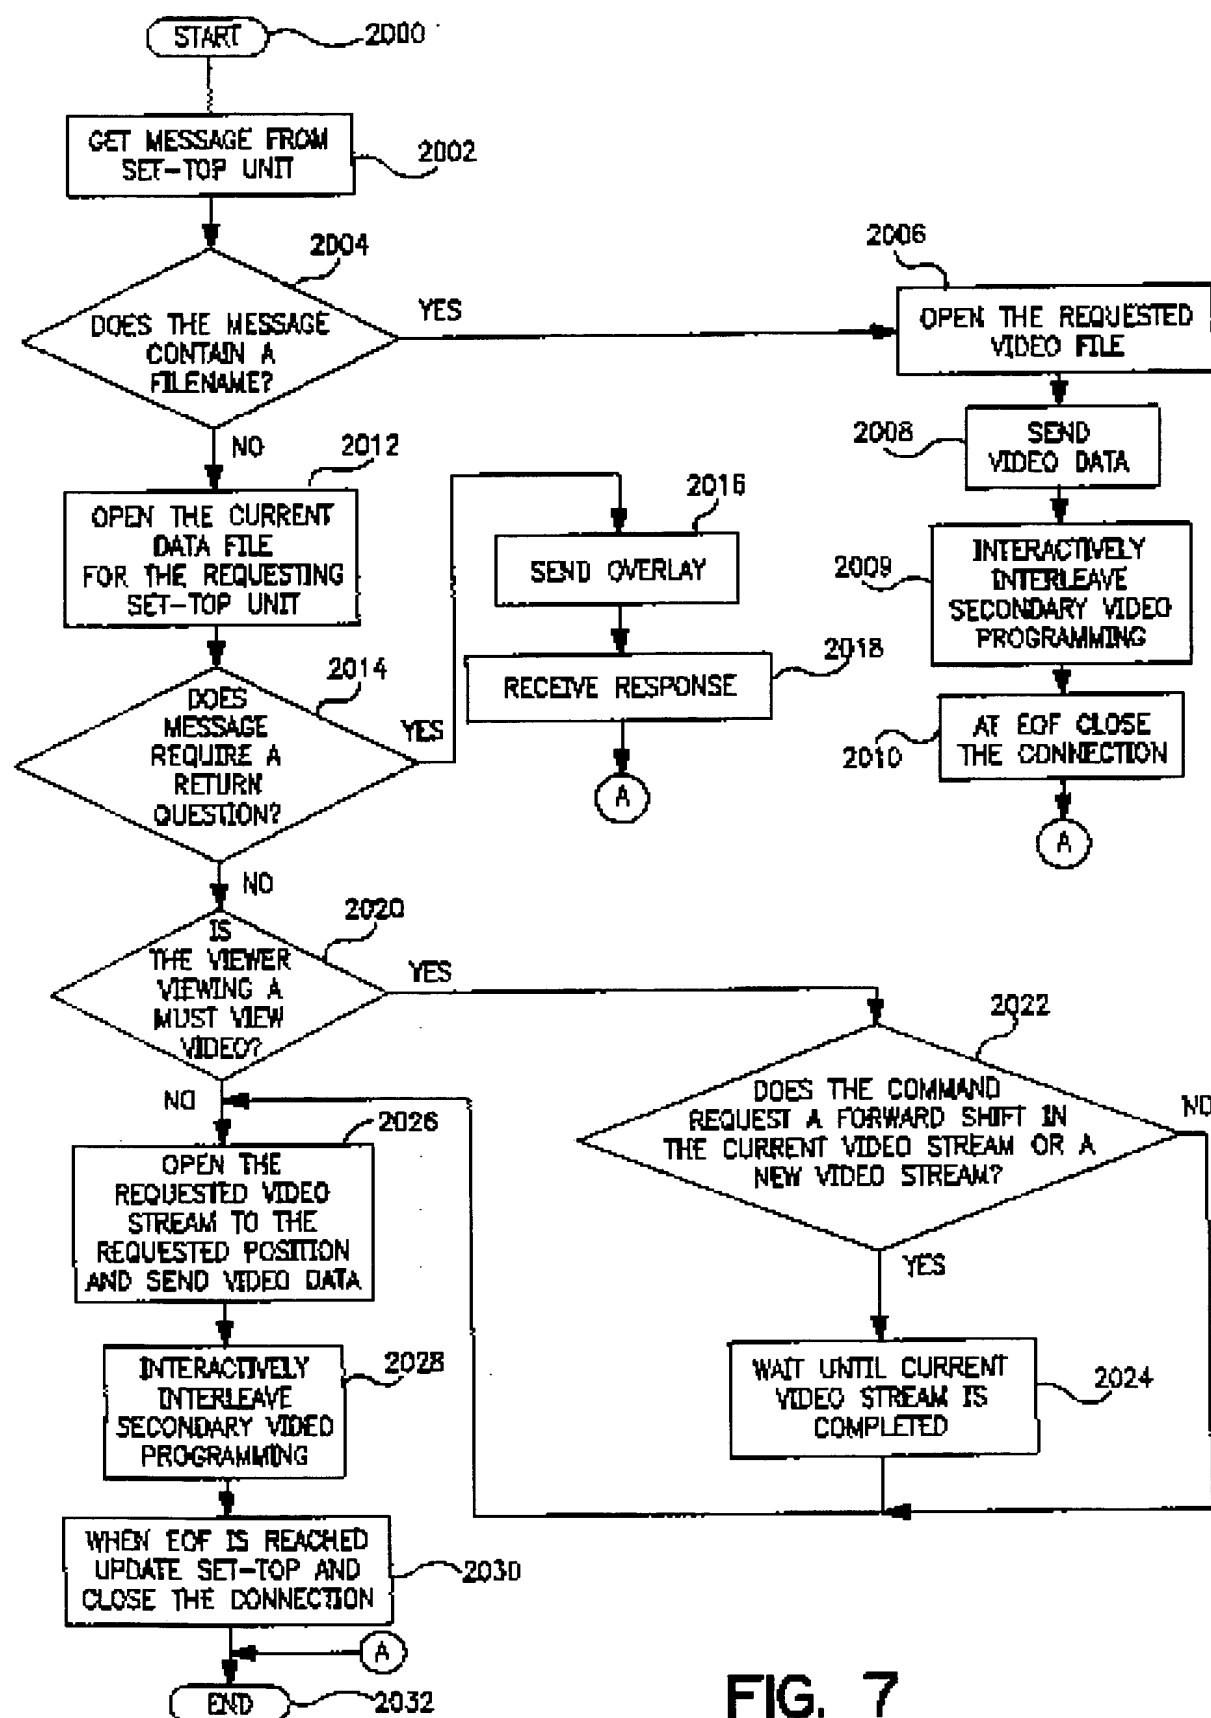 START
2000
GET MESSAGE FROM
SET-TOP UNIT
2002
2004
DOES THE MESSAGE
CONTAIN A
FILENAME?
YES
2006
OPEN THE REQUESTED
VIDEO FILE
NO
2008
SEND
VIDEO DATA
2012
OPEN THE CURRENT
DATA FILE
FOR THE REQUESTING
SET-TOP UNIT
2016
SEND OVERLAY
2009
INTERACTIVELY
INTERLEAVE
SECONDARY VIDEO
PROGRAMMING
2014
DOES
MESSAGE
REQUIRE A
RETURN
QUESTION?
YES
2018
RECEIVE RESPONSE
A
2010
AT EOF CLOSE
THE CONNECTION
A
NO
2020
IS
THE VIEWER
VIEWING A
MUST VIEW
VIDEO?
YES
2022
DOES THE COMMAND
REQUEST A FORWARD SHIFT IN
THE CURRENT VIDEO STREAM OR A
NEW VIDEO STREAM?
NO
NO
2026
OPEN THE
REQUESTED VIDEO
STREAM TO THE
REQUESTED POSITION
AND SEND VIDEO DATA
YES
WAIT UNTIL CURRENT
VIDEO STREAM IS
COMPLETED
2024
INTERACTIVELY
INTERLEAVE
SECONDARY VIDEO
PROGRAMMING
2028
WHEN EOF IS REACHED
UPDATE SET-TOP AND
CLOSE THE CONNECTION
2030
A
END
2032
FIG. 7